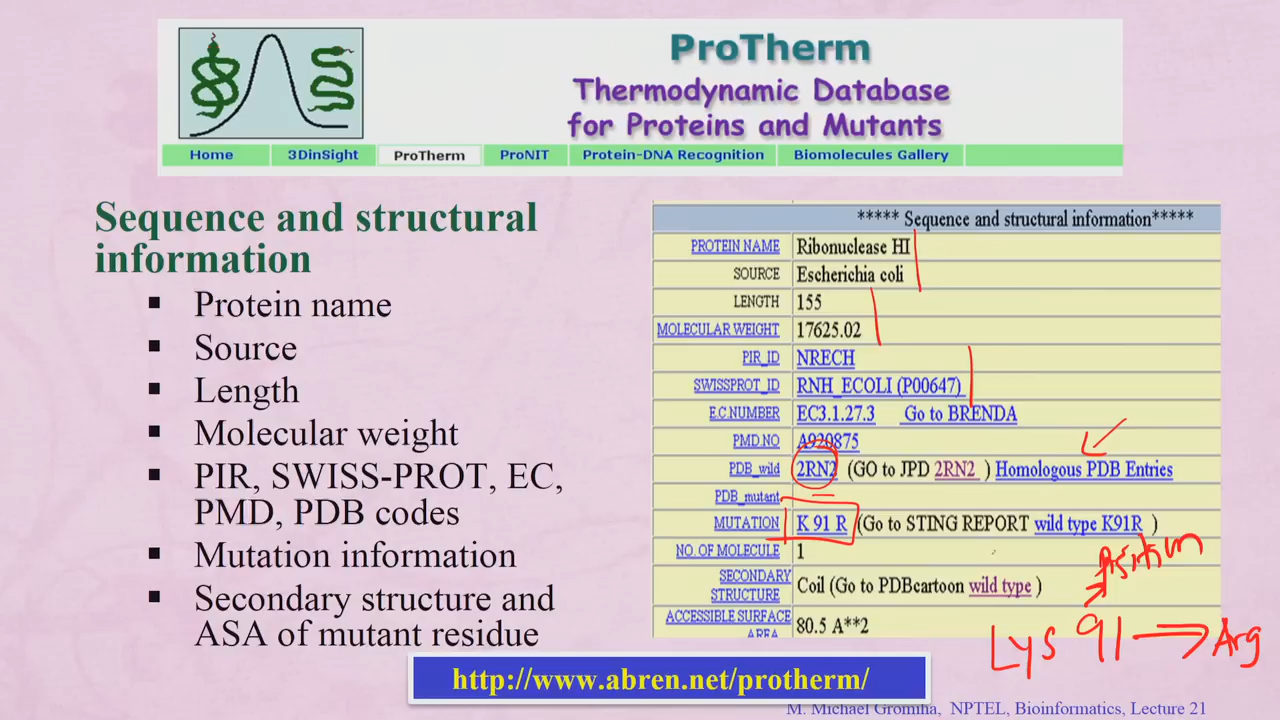 ProTherm
Thermodynamic Database
for Proteins and Mutants
Home 3DinSight ProTherm ProNIT Protein-DNA Recognition Biomolecules Gallery
Sequence and structural
information
Protein name
Source
Length
Molecular weight
PIR, SWISS-PROT, EC,
PMD, PDB codes
Mutation information
Secondary structure and
ASA of mutant residue
***** Sequence and structural information*****
PROTEIN NAME Ribonuclease HI
SOURCE Escherichia coli
LENGTH 155
MOLECULAR WEIGHT 17625.02
PIR_ID NRECH
SWISSPROT_ID RNH_ECOLI (P00647)
E.C.NUMBER EC3.1.27.3 Go to BRENDA
PMD.NO A920875
PDB_wild 2RN2 (GO to JPD 2RN2 ) Homologous PDB Entries
PDB_mutant
MUTATION K 91 R (Go to STING REPORT wild type K91R )
NO. OF MOLECULE 1
SECONDARY
STRUCTURE Coil (Go to PDBcartoon wild type )
ACCESSIBLE SURFACE
AREA 80.5 A**2
position
Lys 91 → Arg
http://www.abren.net/protherm/
M. Michael Gromiha, NPTEL, Bioinformatics, Lecture 21